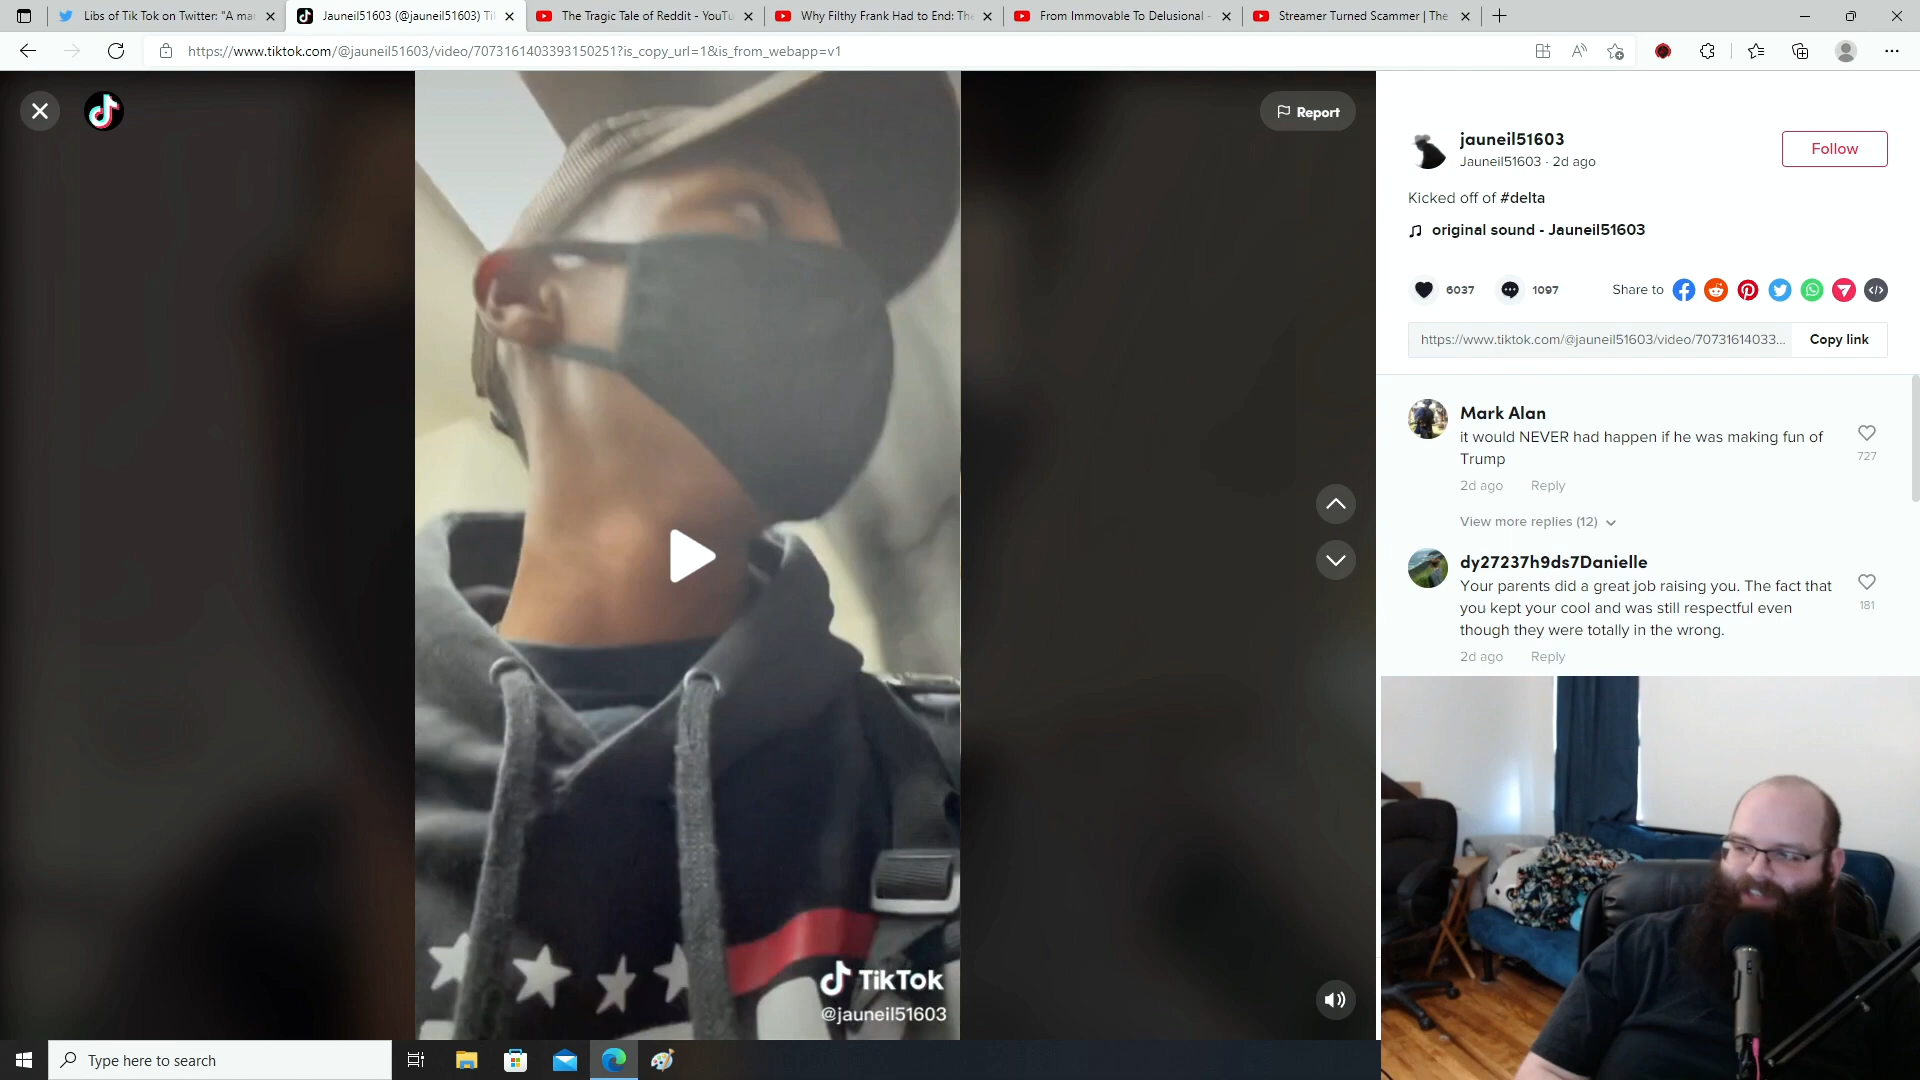 Libs of Tik Tok on Twitter: "A mar
Jauneil51603 (@jauneil51603) Ti
The Tragic Tale of Reddit - YouTu
Why Filthy Frank Had to End: The
From Immovable To Delusional -
Streamer Turned Scammer | The
https://www.tiktok.com/@jauneil51603/video/7073161403393150251?is_copy_url=1&is_from_webapp=v1
Report
jauneil51603
Jauneil51603 · 2d ago
Follow
Kicked off of #delta
original sound - Jauneil51603
6037
1097
Share to
https://www.tiktok.com/@jauneil51603/video/70731614033...
Copy link
Mark Alan
it would NEVER had happen if he was making fun of
Trump
727
2d ago Reply
View more replies (12)
dy27237h9ds7Danielle
Your parents did a great job raising you. The fact that
you kept your cool and was still respectful even
though they were totally in the wrong.
181
2d ago Reply
TikTok
@jauneil51603
Type here to search